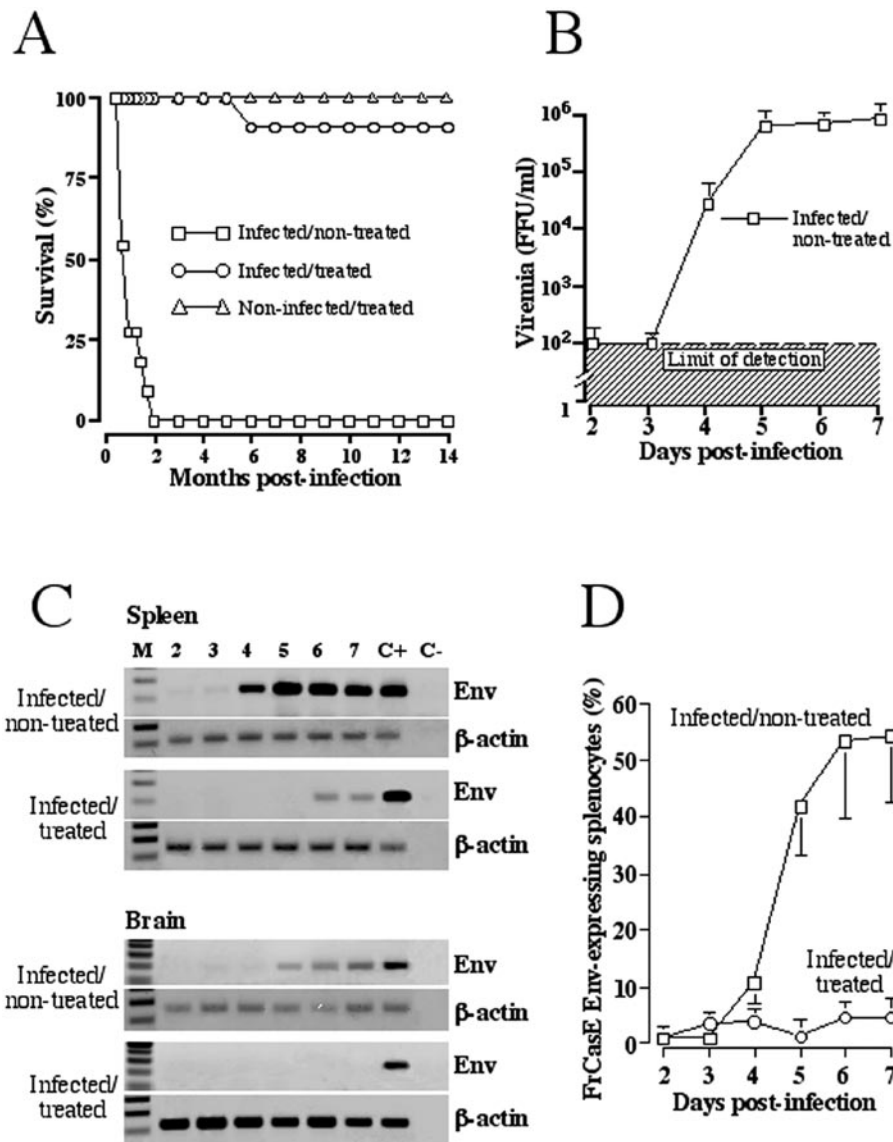 A
Survival (%)
100
75
50
25
0
Infected/non-treated
Infected/treated
Non-infected/treated
0 2 4 6 8 10 12 14
Months post-infection
B
Viremia (FFU/ml)
10⁶
10⁵
10⁴
10³
10²
1
Infected/
non-treated
Limit of detection
2 3 4 5 6 7
Days post-infection
C
Spleen
M 2 3 4 5 6 7 C+ C-
Infected/
non-treated
Env
β-actin
Infected/
treated
Env
β-actin
Brain
Infected/
non-treated
Env
β-actin
Infected/
treated
Env
β-actin
D
FrCasE Env-expressing splenocytes (%)
60
50
40
30
20
10
0
Infected/non-treated
Infected/
treated
2 3 4 5 6 7
Days post-infection